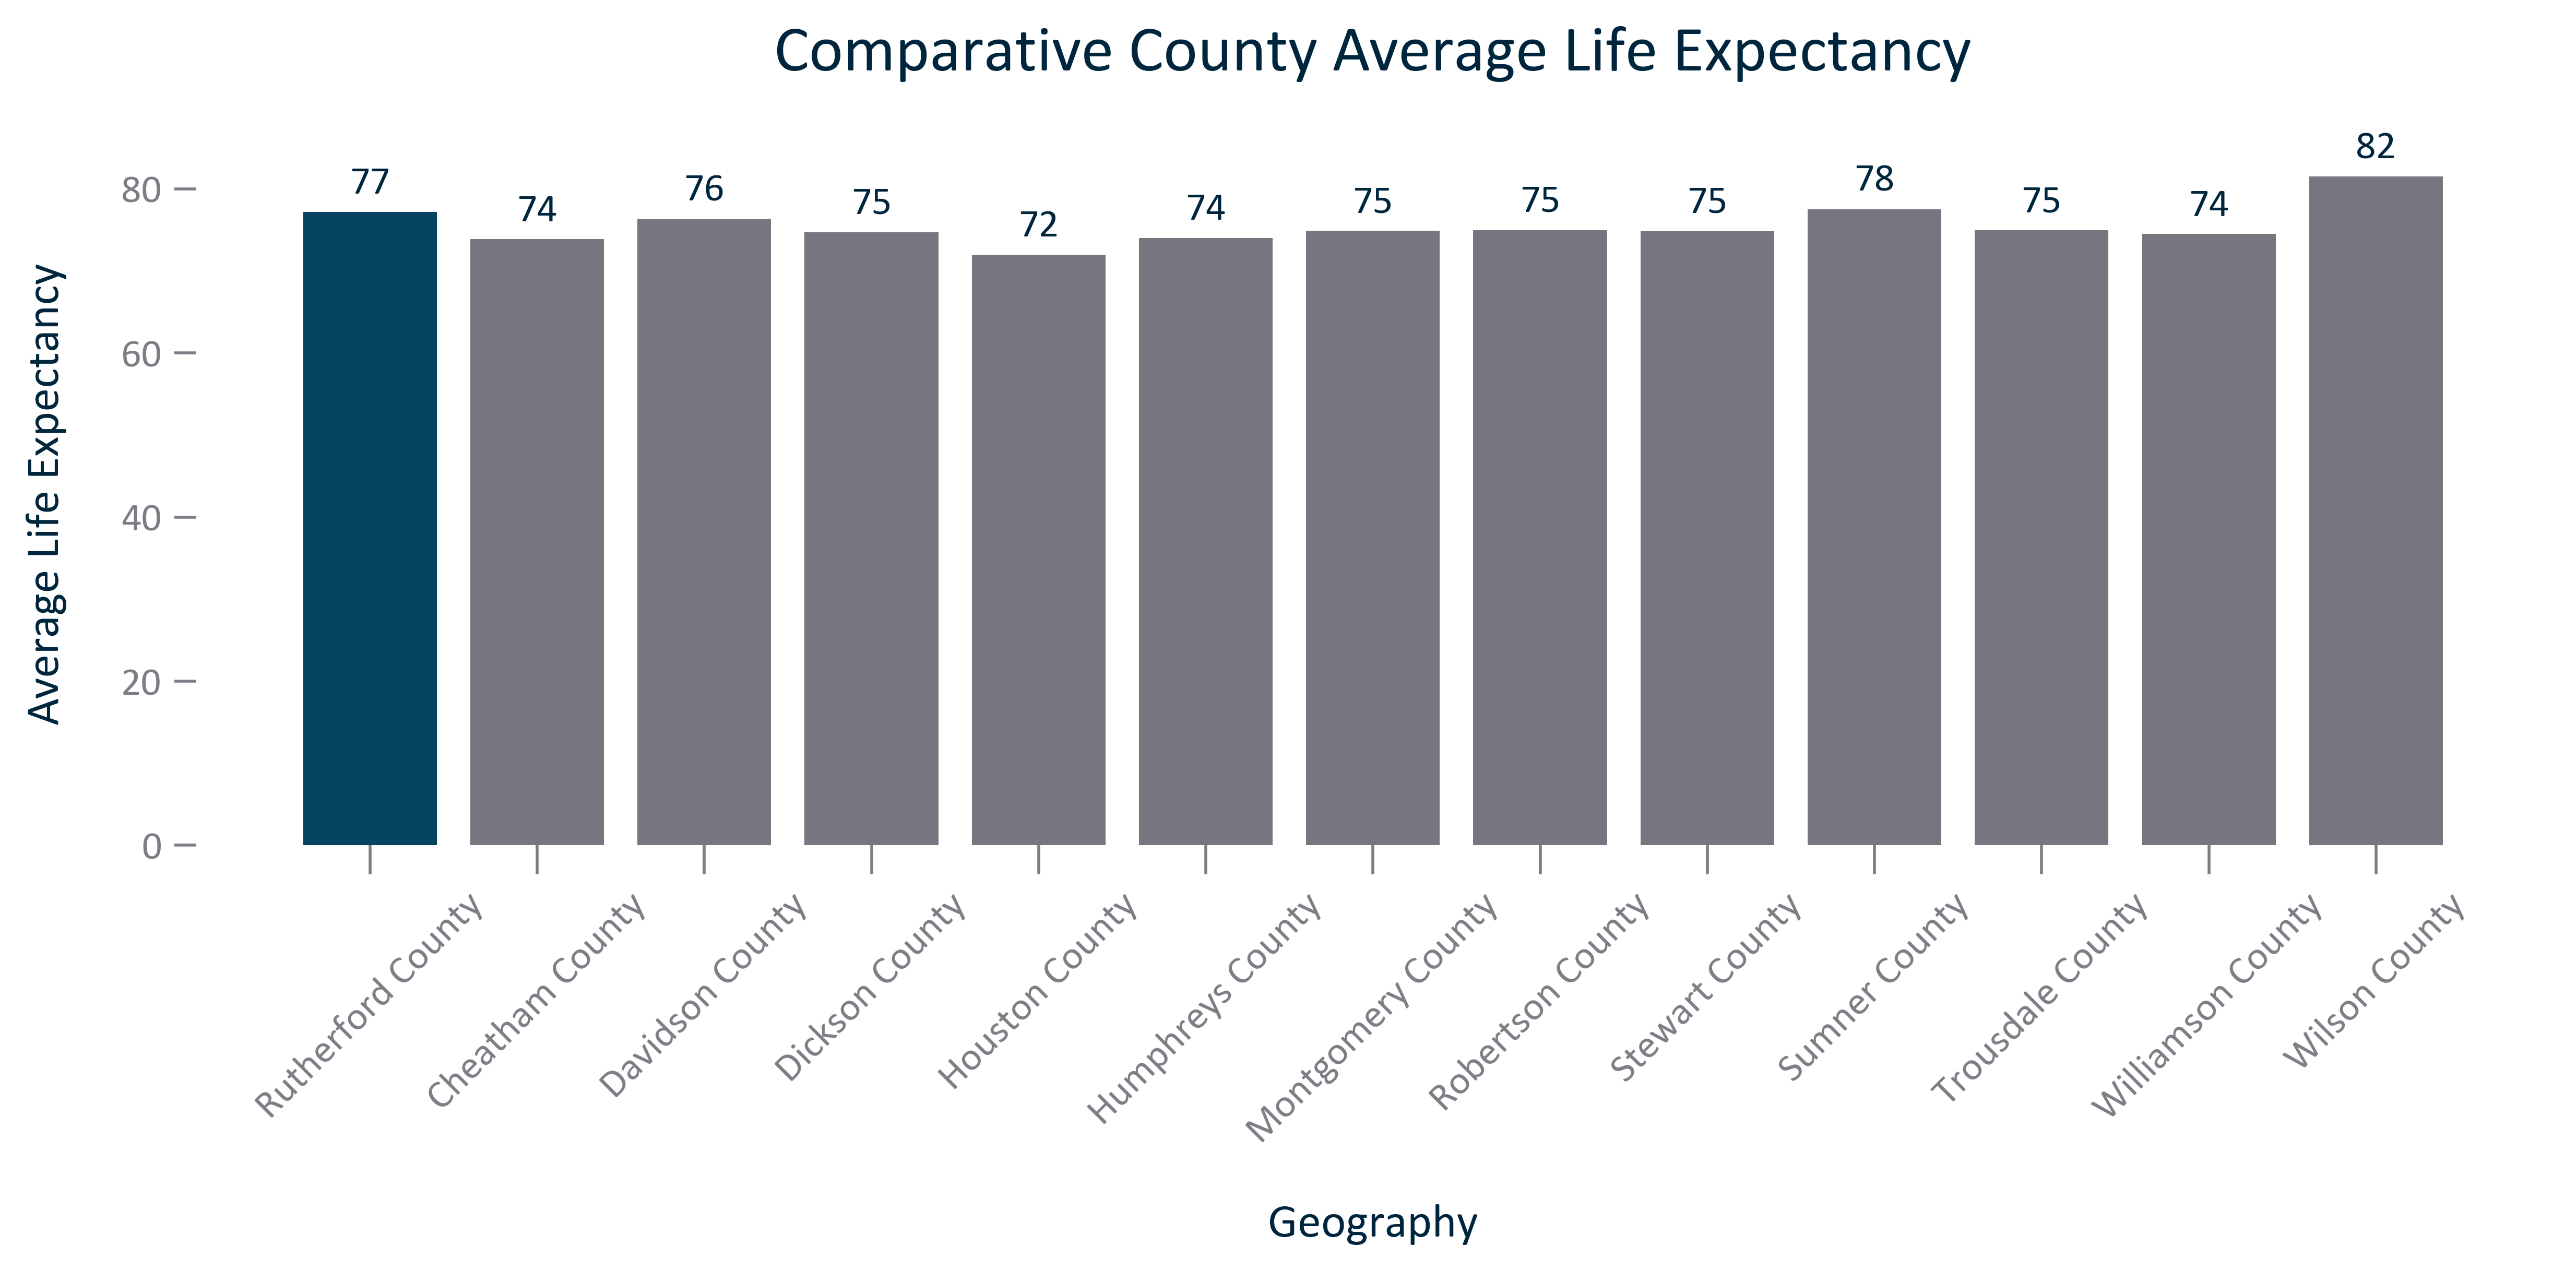 Comparative County Average Life Expectancy
Average Life Expectancy
80
60
40
20
0
77
74
76
75
72
74
75
75
75
78
75
74
82
Rutherford County
Cheatham County
Davidson County
Dickson County
Houston County
Humphreys County
Montgomery County
Robertson County
Stewart County
Sumner County
Trousdale County
Williamson County
Wilson County
Geography